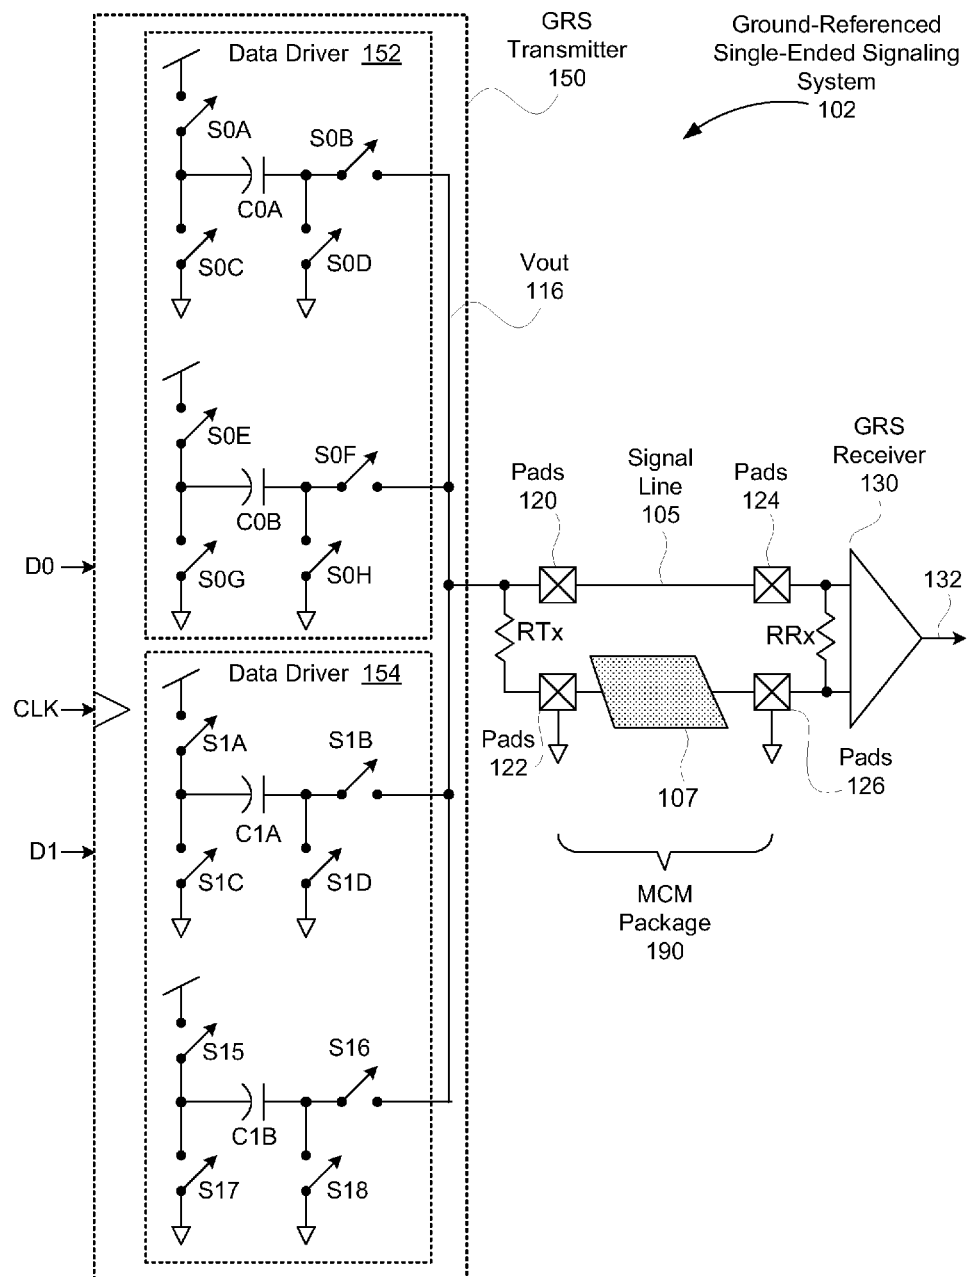 GRS
Transmitter
150
Ground-Referenced
Single-Ended Signaling
System
102
Data Driver 152
S0A
S0B
C0A
S0C
S0D
Vout
116
S0E
S0F
C0B
S0G
S0H
D0
Pads
120
Signal
Line
105
Pads
124
GRS
Receiver
130
132
RTx
RRx
Data Driver 154
CLK
S1A
S1B
C1A
S1C
S1D
D1
Pads
122
107
Pads
126
MCM
Package
190
S15
S16
C1B
S17
S18